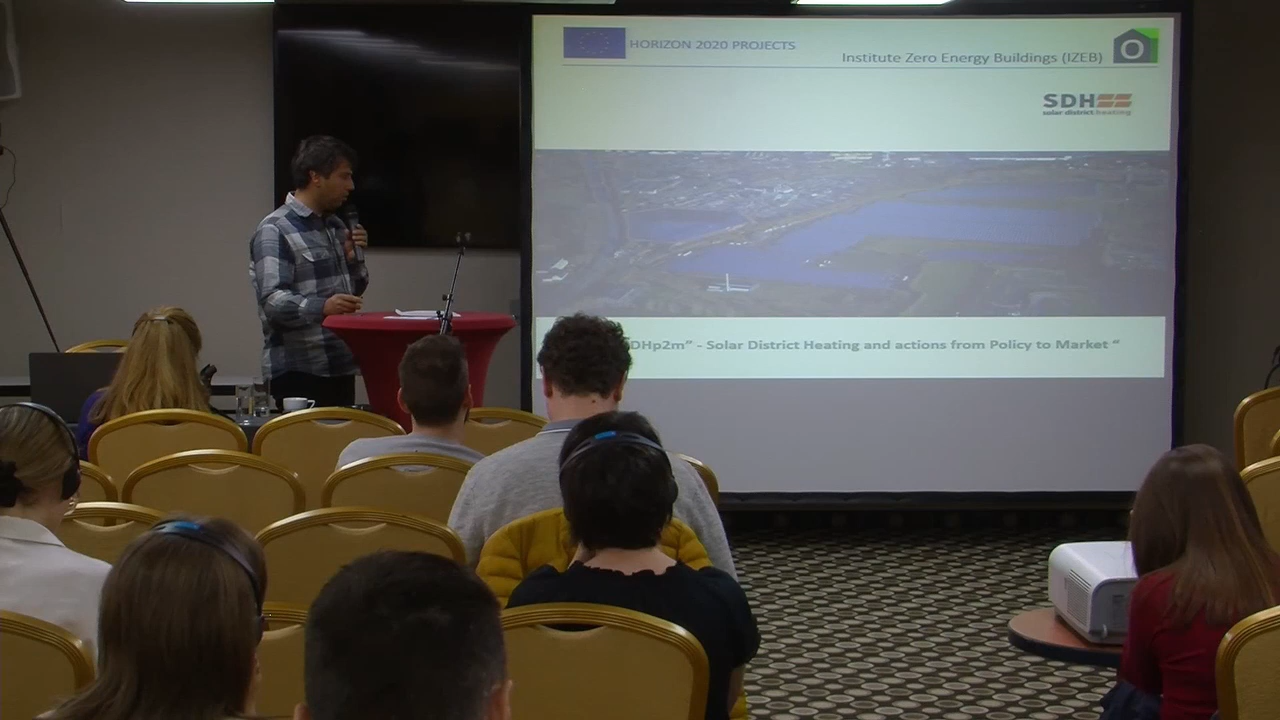 HORIZON 2020 PROJECTS
Institute Zero Energy Buildings (IZEB)
SDH
solar district heating
DHp2m” - Solar District Heating and actions from Policy to Market “